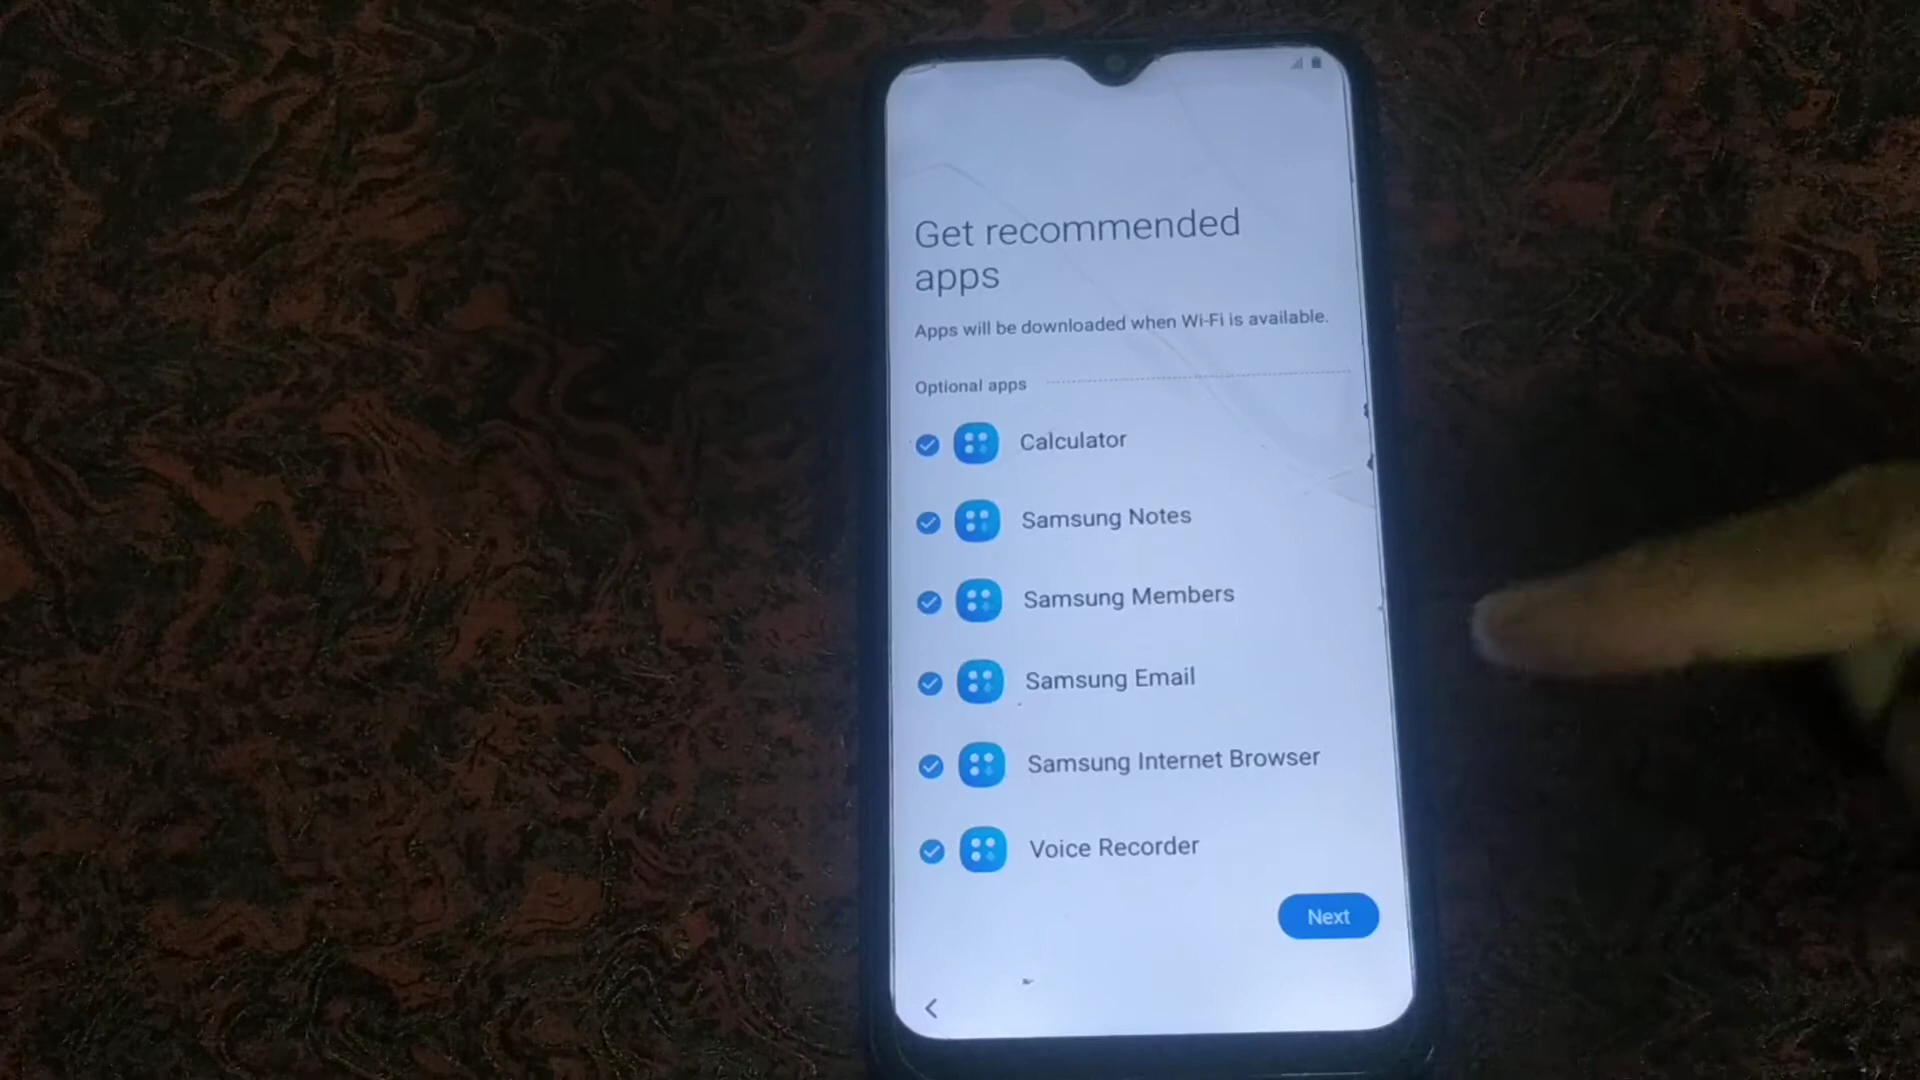 Get recommended
apps
Apps will be downloaded when Wi-Fi is available.
Optional apps
Calculator
Samsung Notes
Samsung Members
Samsung Email
Samsung Internet Browser
Voice Recorder
Next